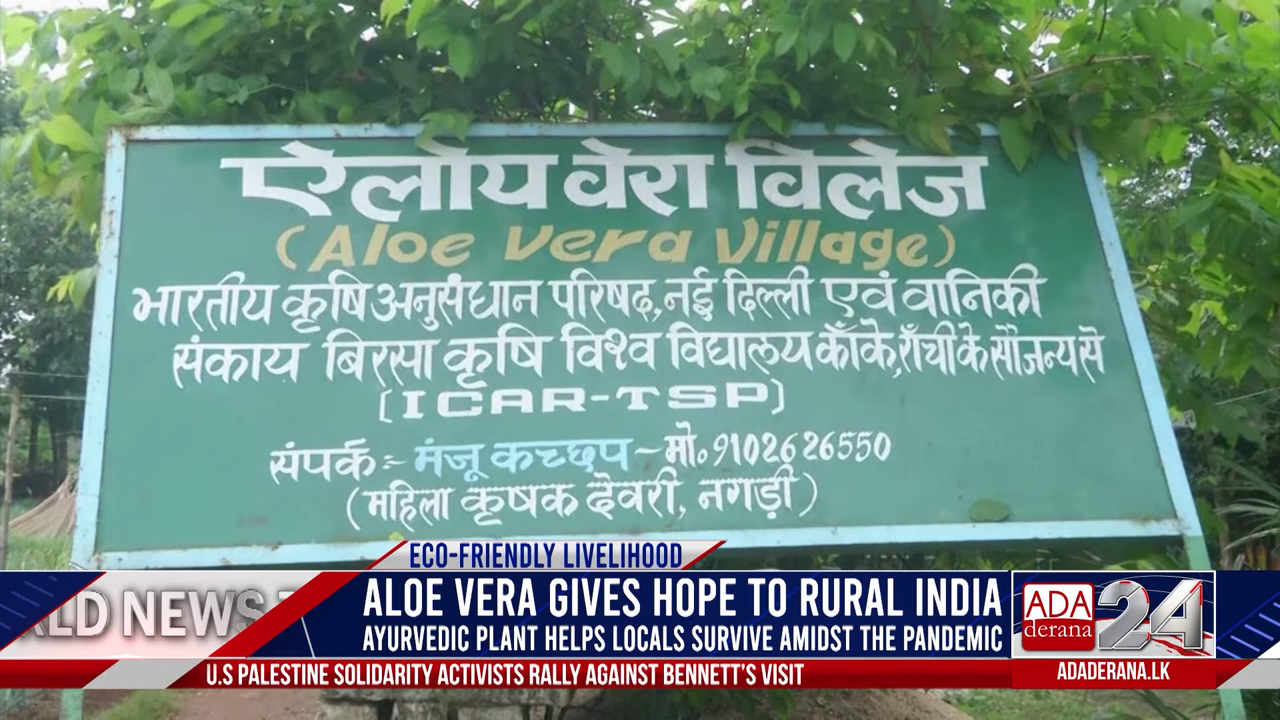 ऐलोय वेरा विलेज
(Aloe Vera Village)
भारतीय कृषि अनुसंधान परिषद, नई दिल्ली एवं वानिकी
संकाय बिरसा कृषि विश्व विद्यालय काँके, राँची के सौजन्य से
[ICAR-TSP]
संपर्क :- मंजू कच्छप - मो० 9102626550
(महिला कृषक देवरी, नगड़ी)
ECO-FRIENDLY LIVELIHOOD
ALOE VERA GIVES HOPE TO RURAL INDIA
AYURVEDIC PLANT HELPS LOCALS SURVIVE AMIDST THE PANDEMIC
NEWS
ADA
derana
24
U.S PALESTINE SOLIDARITY ACTIVISTS RALLY AGAINST BENNETT'S VISIT
ADADERANA.LK